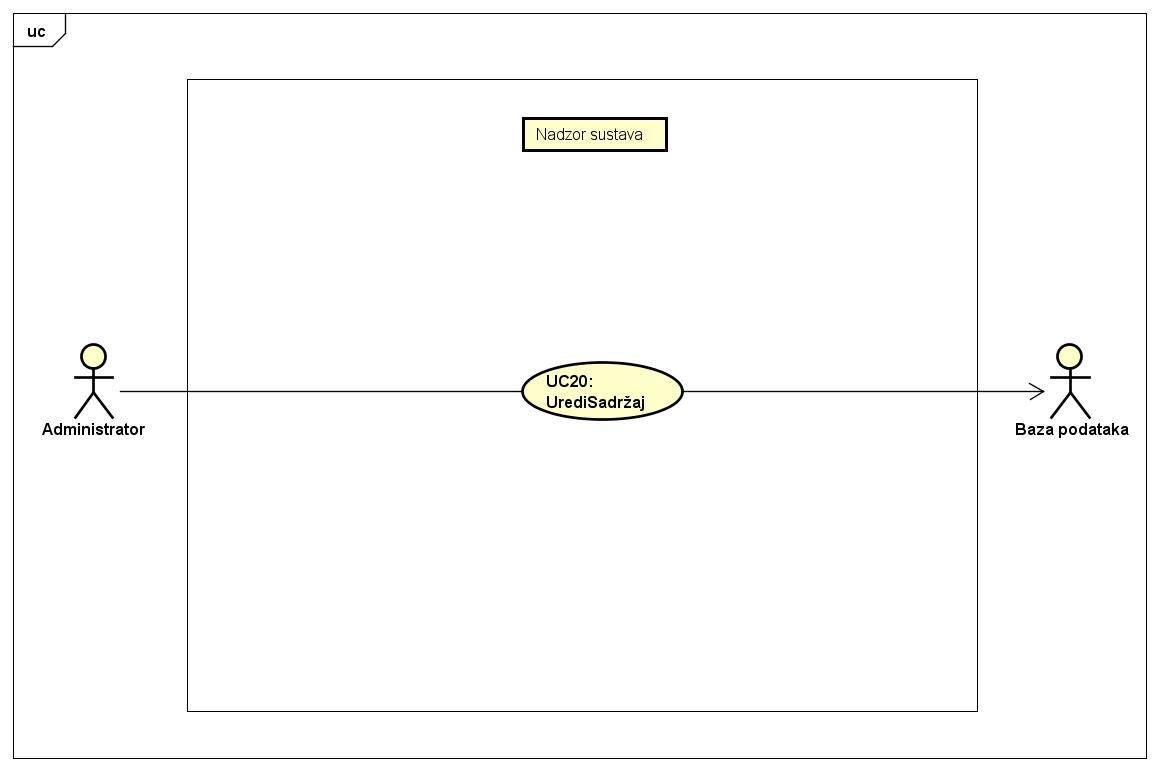 uc
Nadzor sustava
UC20:
UrediSadržaj
Administrator
Baza podataka